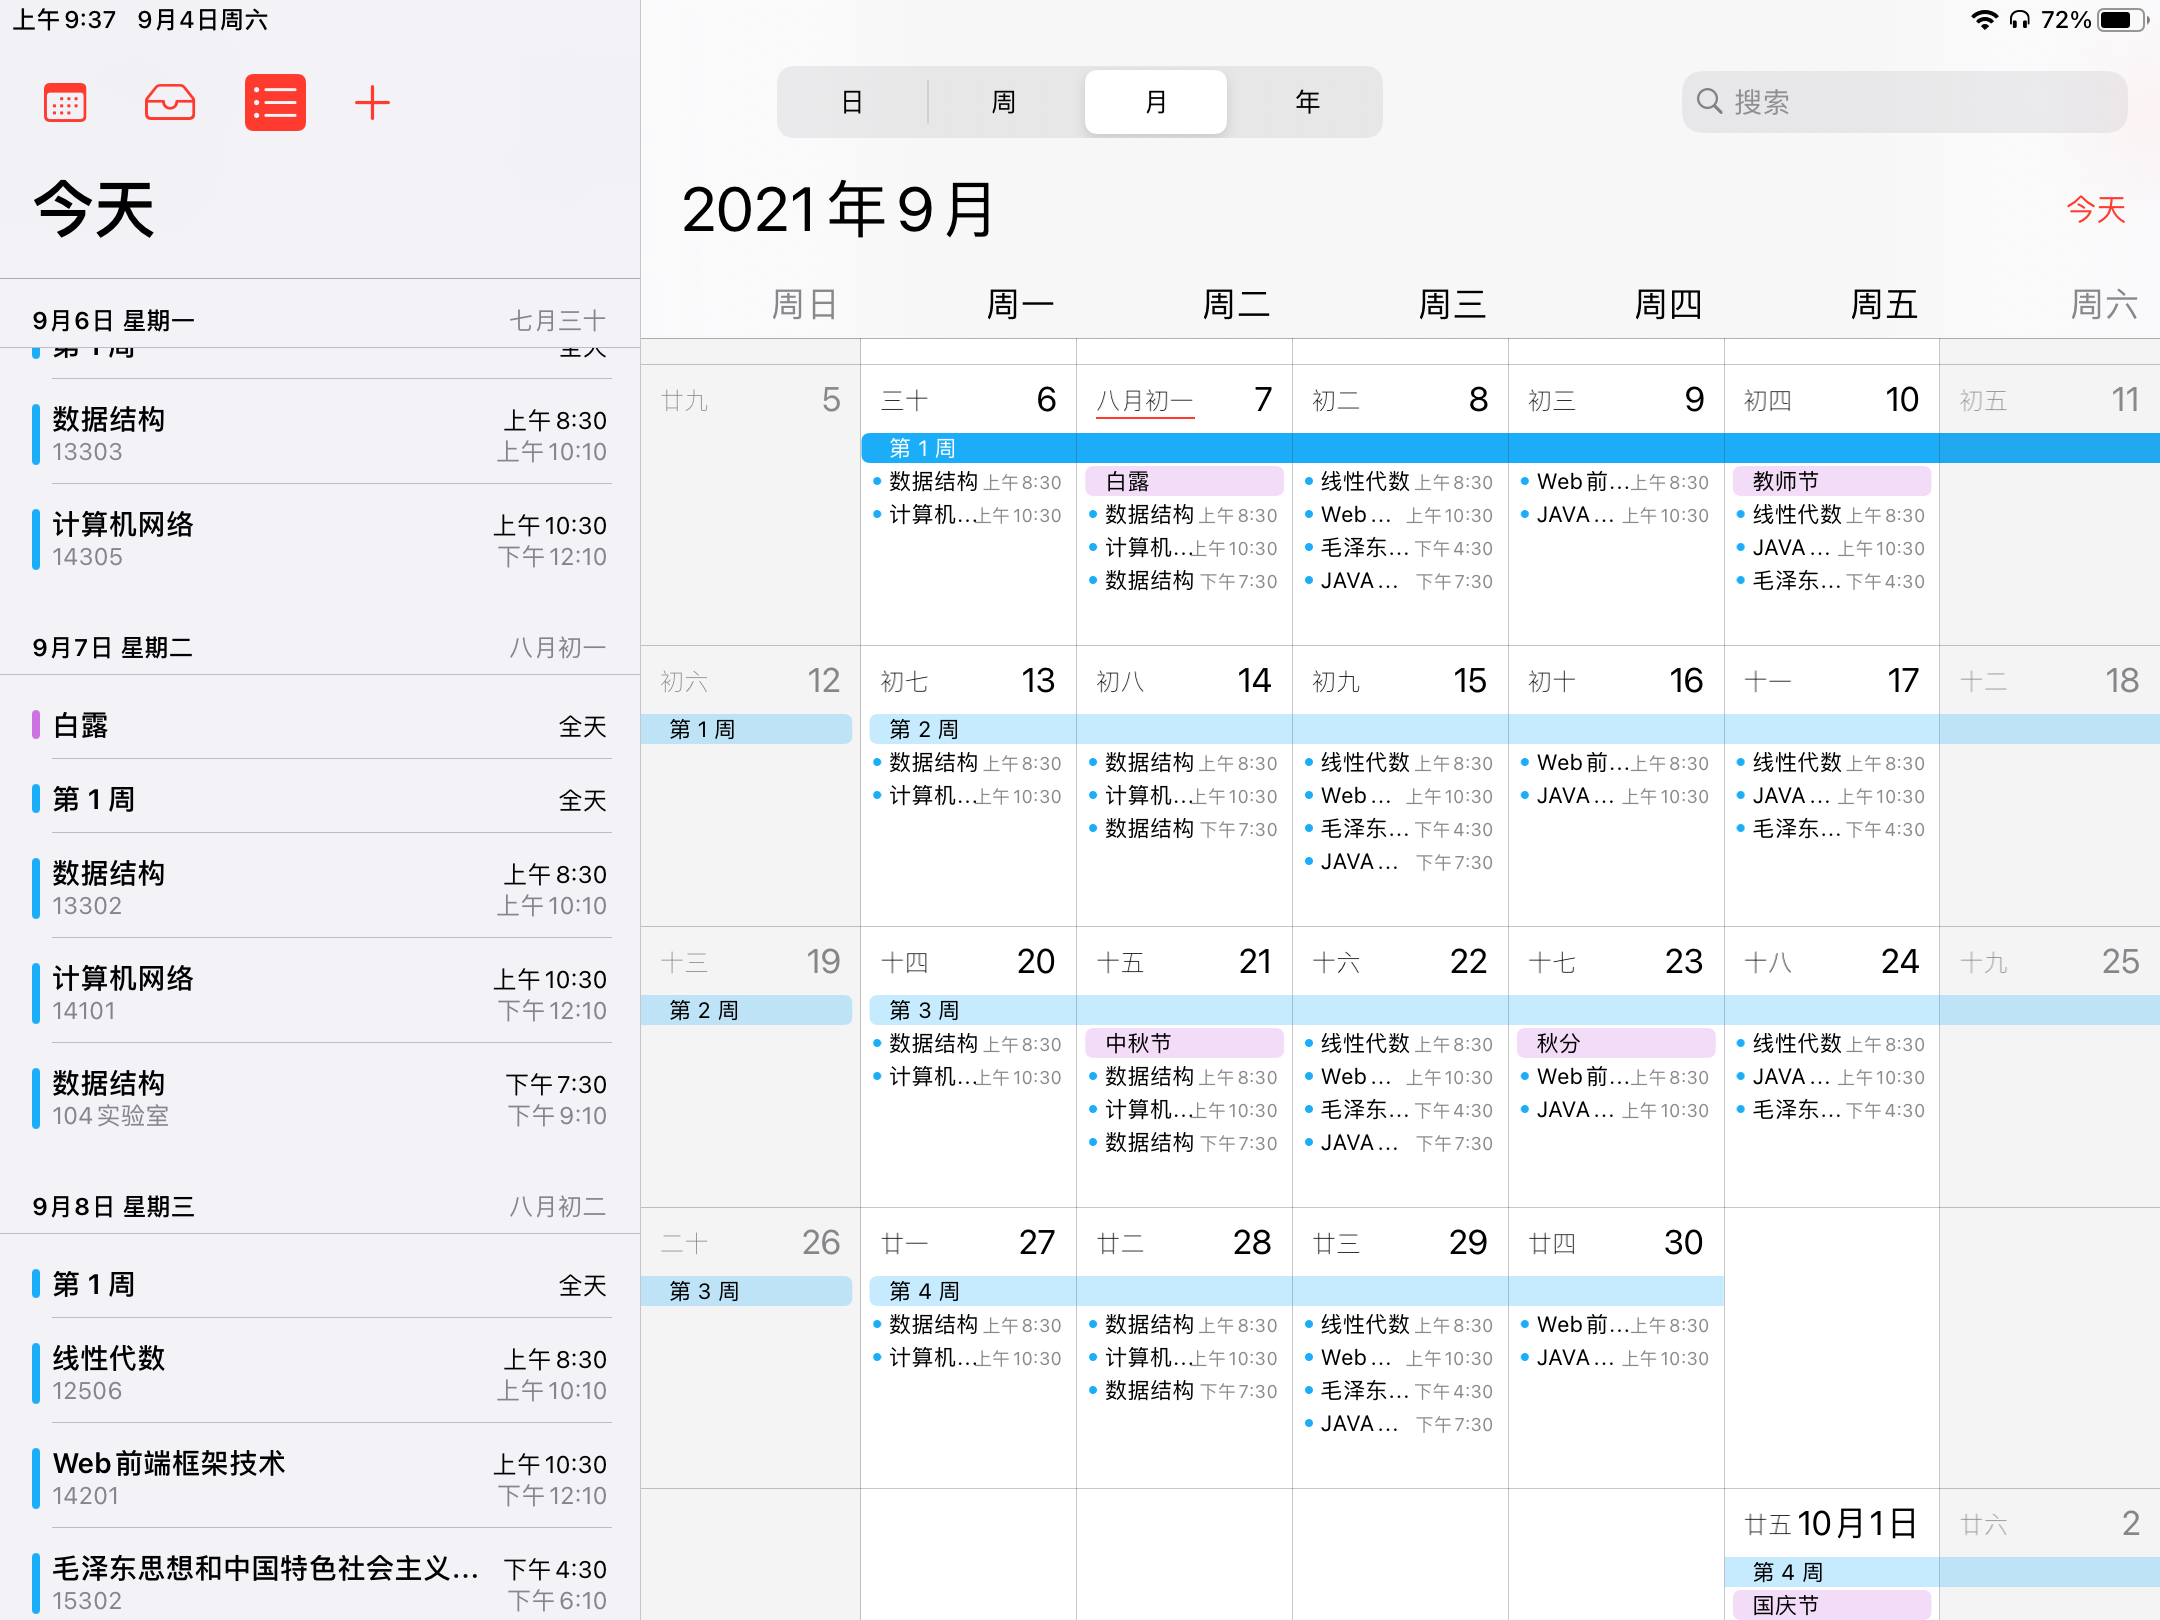 上午9:37 9月4日周六
72%
今天
9月6日 星期一 七月三十
第 1 周 全天
数据结构 上午8:30
13303 上午10:10
计算机网络 上午10:30
14305 下午12:10
9月7日 星期二 八月初一
白露 全天
第 1 周 全天
数据结构 上午8:30
13302 上午10:10
计算机网络 上午10:30
14101 下午12:10
数据结构 下午7:30
104实验室 下午9:10
9月8日 星期三 八月初二
第 1 周 全天
线性代数 上午8:30
12506 上午10:10
Web前端框架技术 上午10:30
14201 下午12:10
毛泽东思想和中国特色社会主义… 下午4:30
15302 下午6:10
日 周 月 年
搜索
2021年9月
今天
周日 周一 周二 周三 周四 周五 周六
廿九 5 三十 6 八月初一 7 初二 8 初三 9 初四 10 初五 11
第 1 周
数据结构 上午8:30 白露 线性代数 上午8:30 Web前…上午8:30 教师节
计算机…上午10:30 数据结构 上午8:30 Web… 上午10:30 JAVA… 上午10:30 线性代数 上午8:30
计算机…上午10:30 毛泽东… 下午4:30 JAVA… 上午10:30
数据结构 下午7:30 JAVA… 下午7:30 毛泽东… 下午4:30
初六 12 初七 13 初八 14 初九 15 初十 16 十一 17 十二 18
第 1 周 第 2 周
数据结构 上午8:30 数据结构 上午8:30 线性代数 上午8:30 Web前…上午8:30 线性代数 上午8:30
计算机…上午10:30 计算机…上午10:30 Web… 上午10:30 JAVA… 上午10:30 JAVA… 上午10:30
数据结构 下午7:30 毛泽东… 下午4:30 毛泽东… 下午4:30
JAVA… 下午7:30
十三 19 十四 20 十五 21 十六 22 十七 23 十八 24 十九 25
第 2 周 第 3 周
数据结构 上午8:30 中秋节 线性代数 上午8:30 秋分 线性代数 上午8:30
计算机…上午10:30 数据结构 上午8:30 Web… 上午10:30 Web前…上午8:30 JAVA… 上午10:30
计算机…上午10:30 毛泽东… 下午4:30 JAVA… 上午10:30 毛泽东… 下午4:30
数据结构 下午7:30 JAVA… 下午7:30
二十 26 廿一 27 廿二 28 廿三 29 廿四 30
第 3 周 第 4 周
数据结构 上午8:30 数据结构 上午8:30 线性代数 上午8:30 Web前…上午8:30
计算机…上午10:30 计算机…上午10:30 Web… 上午10:30 JAVA… 上午10:30
数据结构 下午7:30 毛泽东… 下午4:30
JAVA… 下午7:30
廿五 10月1日 廿六 2
第 4 周
国庆节